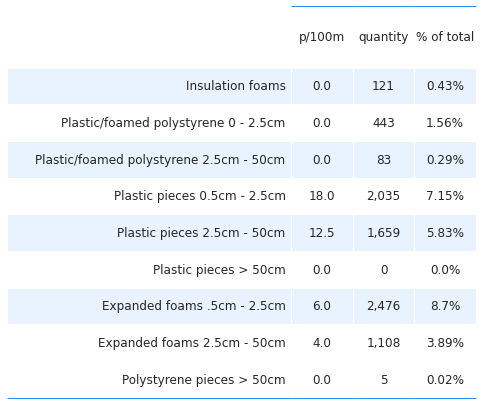 p/100m quantity % of total
Insulation foams 0.0 121 0.43%
Plastic/foamed polystyrene 0 - 2.5cm 0.0 443 1.56%
Plastic/foamed polystyrene 2.5cm - 50cm 0.0 83 0.29%
Plastic pieces 0.5cm - 2.5cm 18.0 2,035 7.15%
Plastic pieces 2.5cm - 50cm 12.5 1,659 5.83%
Plastic pieces > 50cm 0.0 0 0.0%
Expanded foams .5cm - 2.5cm 6.0 2,476 8.7%
Expanded foams 2.5cm - 50cm 4.0 1,108 3.89%
Polystyrene pieces > 50cm 0.0 5 0.02%